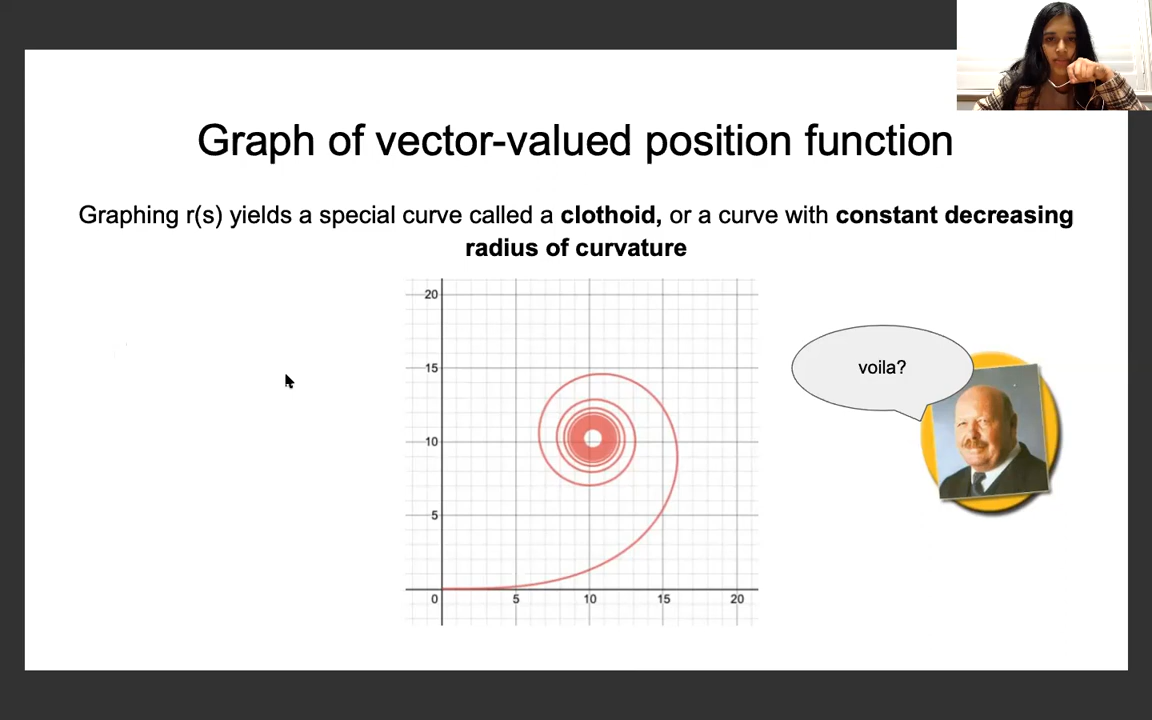 Graph of vector-valued position function
Graphing r(s) yields a special curve called a clothoid, or a curve with constant decreasing
radius of curvature
20
15
voila?
10
5
0 5 10 15 20